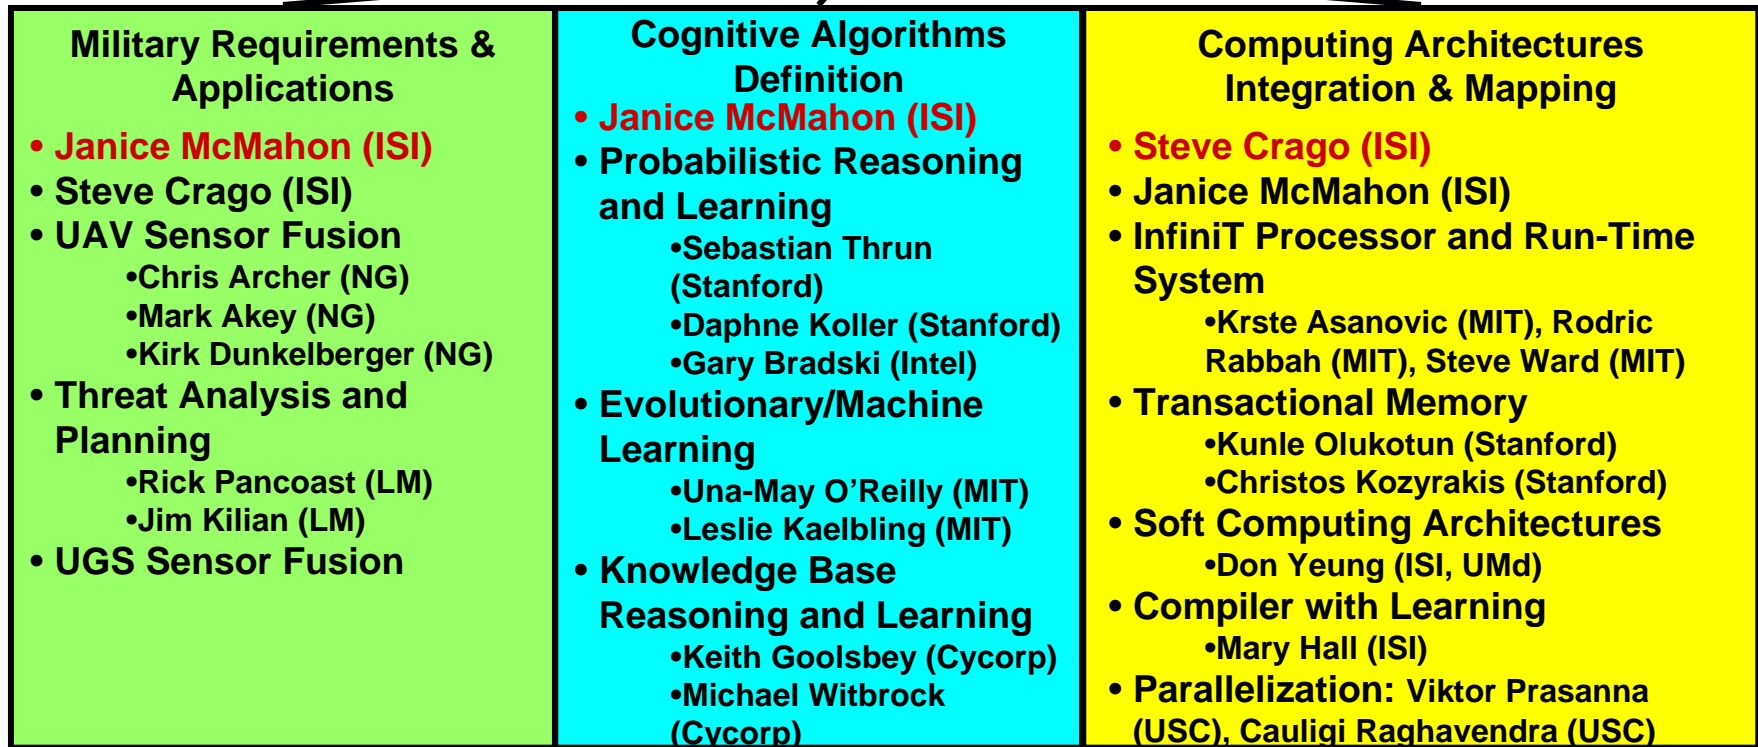 Military Requirements &
Applications
• Janice McMahon (ISI)
• Steve Crago (ISI)
• UAV Sensor Fusion
•Chris Archer (NG)
•Mark Akey (NG)
•Kirk Dunkelberger (NG)
• Threat Analysis and
Planning
•Rick Pancoast (LM)
•Jim Kilian (LM)
• UGS Sensor Fusion
Cognitive Algorithms
Definition
• Janice McMahon (ISI)
• Probabilistic Reasoning
and Learning
•Sebastian Thrun
(Stanford)
•Daphne Koller (Stanford)
•Gary Bradski (Intel)
• Evolutionary/Machine
Learning
•Una-May O’Reilly (MIT)
•Leslie Kaelbling (MIT)
• Knowledge Base
Reasoning and Learning
•Keith Goolsbey (Cycorp)
•Michael Witbrock
(Cycorp)
Computing Architectures
Integration & Mapping
• Steve Crago (ISI)
• Janice McMahon (ISI)
• InfiniT Processor and Run-Time
System
•Krste Asanovic (MIT), Rodric
Rabbah (MIT), Steve Ward (MIT)
• Transactional Memory
•Kunle Olukotun (Stanford)
•Christos Kozyrakis (Stanford)
• Soft Computing Architectures
•Don Yeung (ISI, UMd)
• Compiler with Learning
•Mary Hall (ISI)
• Parallelization: Viktor Prasanna
(USC), Cauligi Raghavendra (USC)